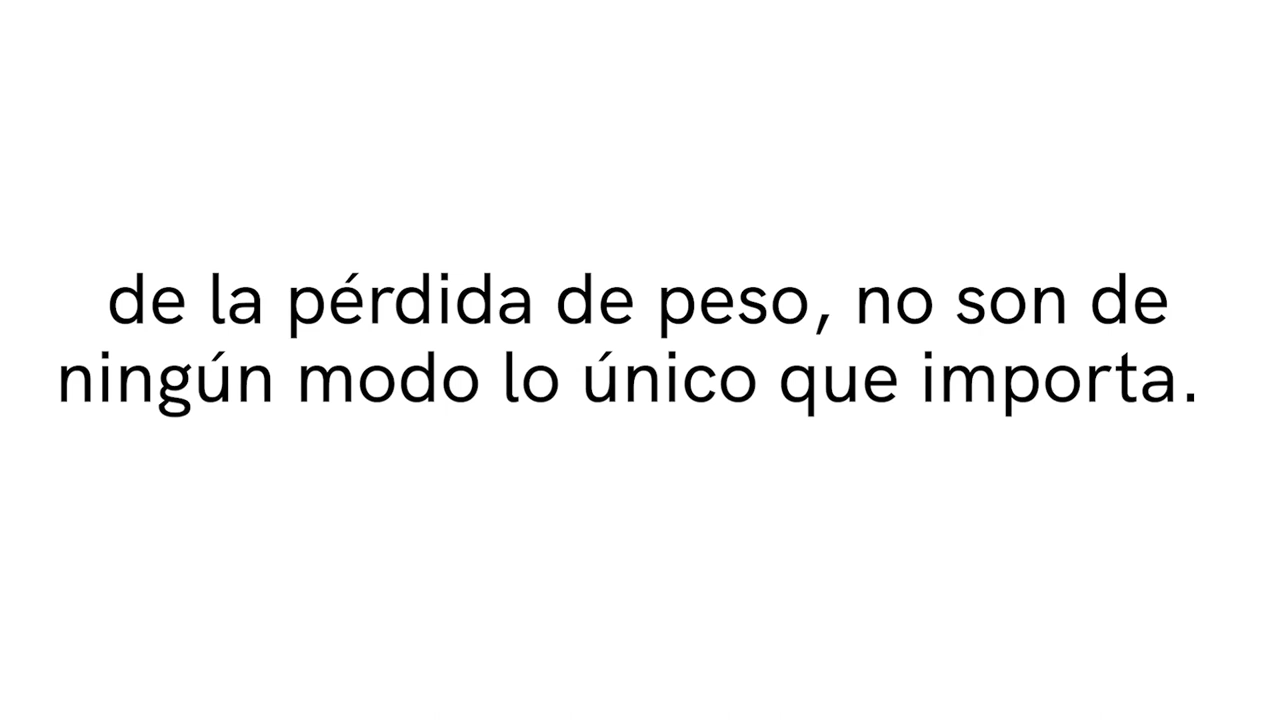 de la pérdida de peso, no son de
ningún modo lo único que importa.